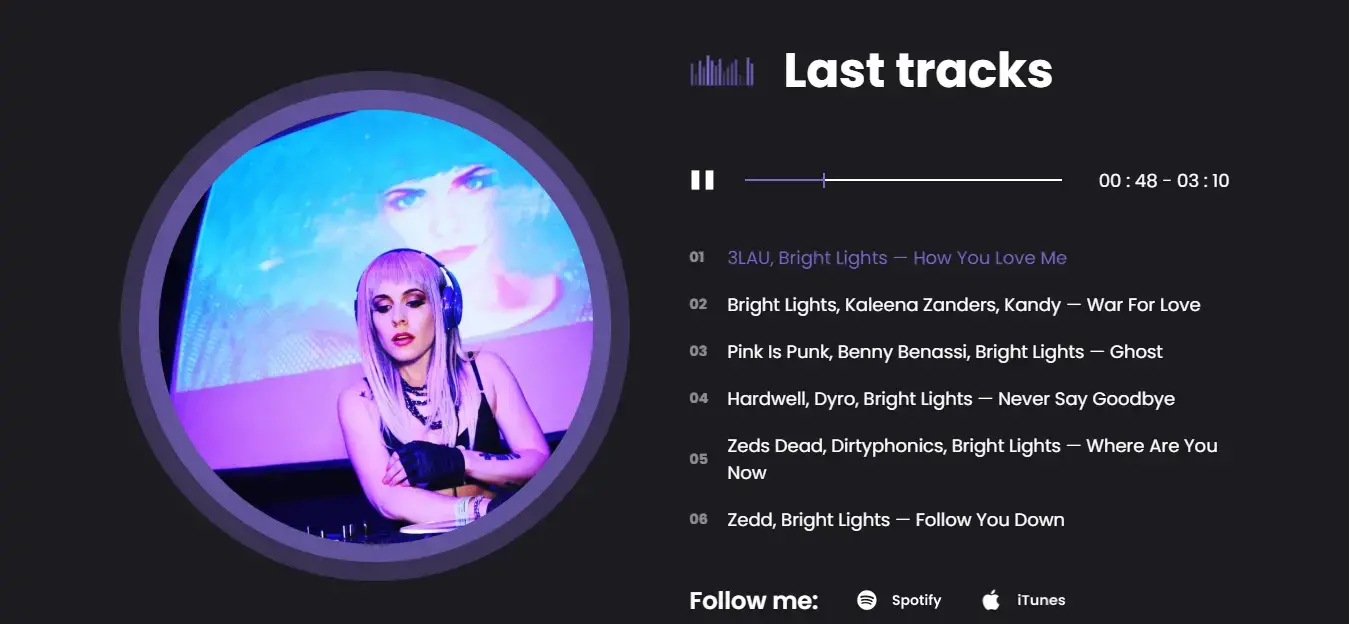 Last tracks
00 : 48 - 03 : 10
01 3LAU, Bright Lights — How You Love Me
02 Bright Lights, Kaleena Zanders, Kandy — War For Love
03 Pink Is Punk, Benny Benassi, Bright Lights — Ghost
04 Hardwell, Dyro, Bright Lights — Never Say Goodbye
05 Zeds Dead, Dirtyphonics, Bright Lights — Where Are You
Now
06 Zedd, Bright Lights — Follow You Down
Follow me: Spotify iTunes